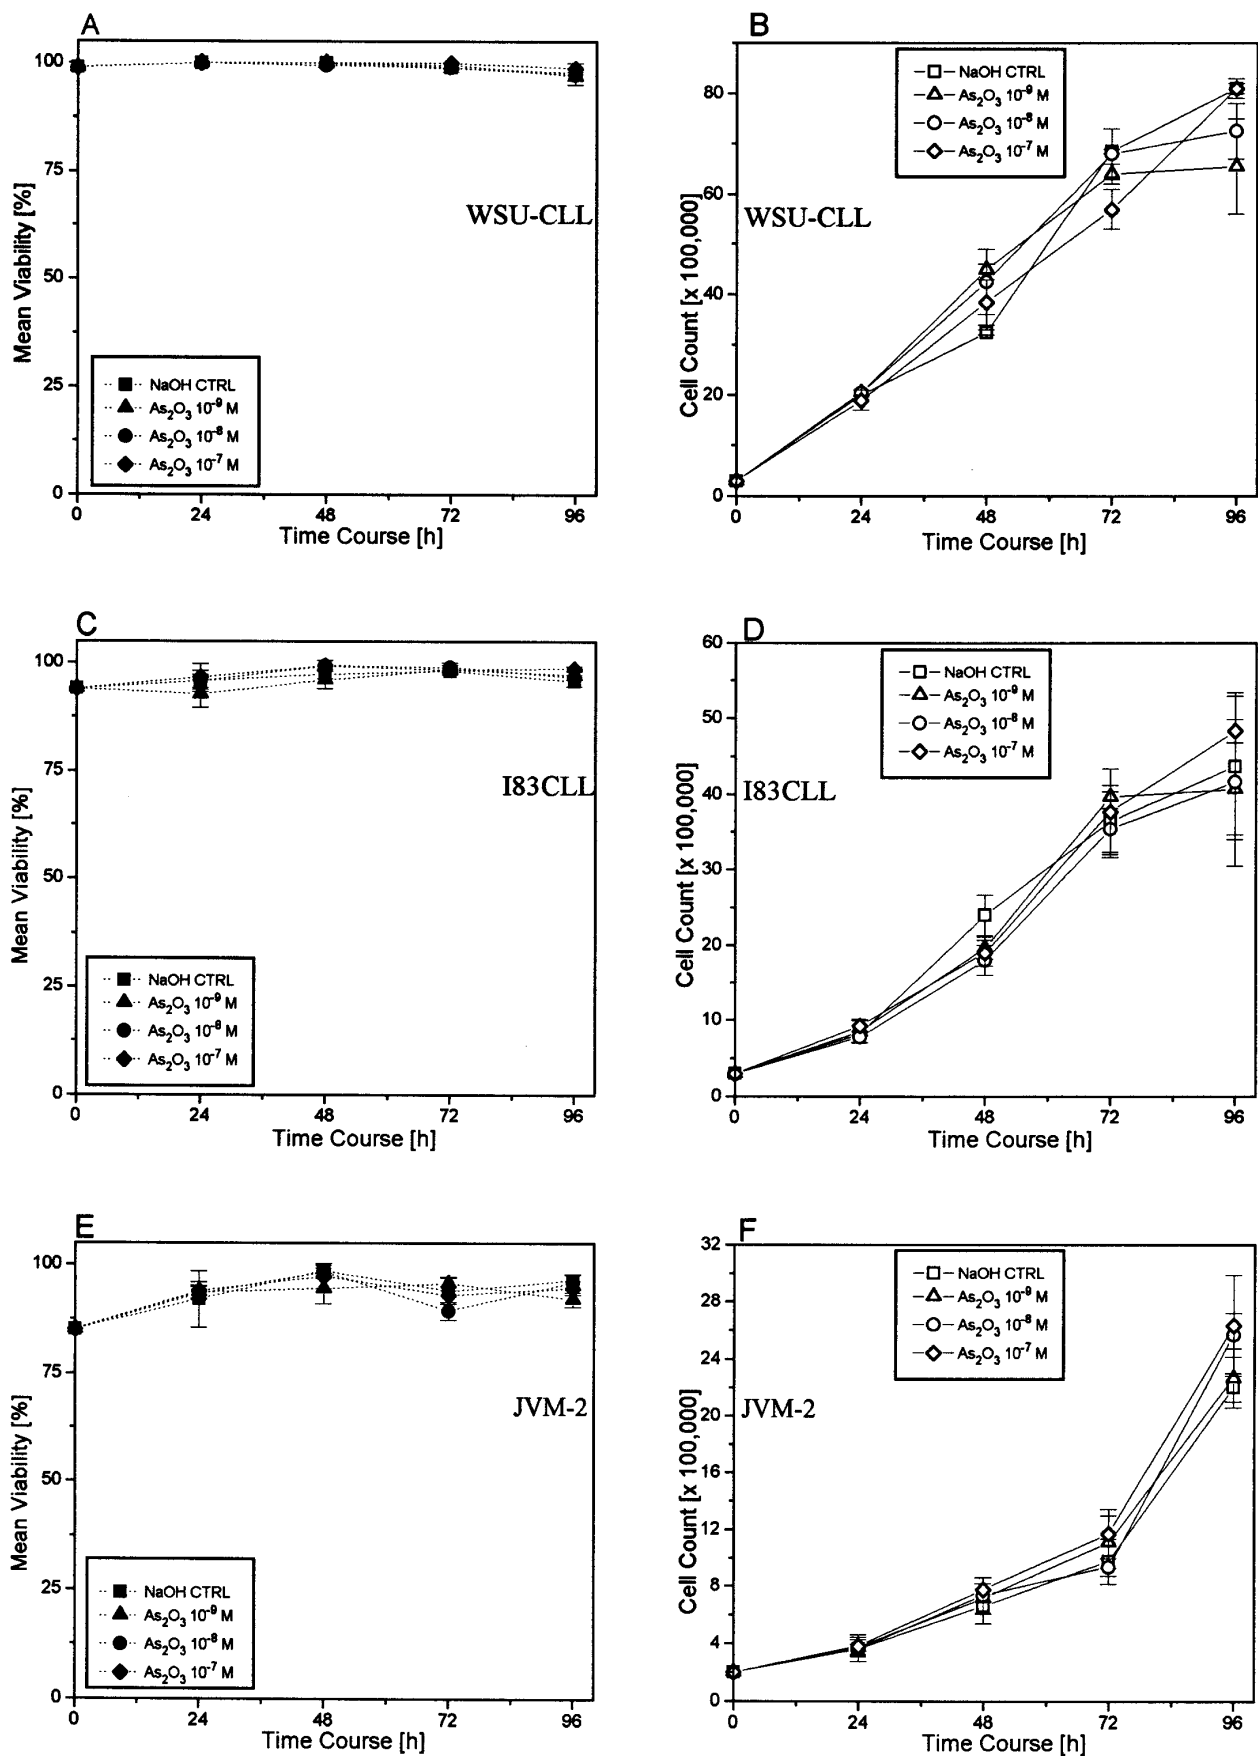 A
Mean Viability [%]
100
75
50
25
0
WSU-CLL
NaOH CTRL
As₂O₃ 10⁻⁹ M
As₂O₃ 10⁻⁸ M
As₂O₃ 10⁻⁷ M
0 24 48 72 96
Time Course [h]
B
Cell Count [x 100,000]
80
60
40
20
0
WSU-CLL
NaOH CTRL
As₂O₃ 10⁻⁹ M
As₂O₃ 10⁻⁸ M
As₂O₃ 10⁻⁷ M
0 24 48 72 96
Time Course [h]
C
Mean Viability [%]
100
75
50
25
0
I83CLL
NaOH CTRL
As₂O₃ 10⁻⁹ M
As₂O₃ 10⁻⁸ M
As₂O₃ 10⁻⁷ M
0 24 48 72 96
Time Course [h]
D
Cell Count [x 100,000]
60
50
40
30
20
10
0
I83CLL
NaOH CTRL
As₂O₃ 10⁻⁹ M
As₂O₃ 10⁻⁸ M
As₂O₃ 10⁻⁷ M
0 24 48 72 96
Time Course [h]
E
Mean Viability [%]
100
75
50
25
0
JVM-2
NaOH CTRL
As₂O₃ 10⁻⁹ M
As₂O₃ 10⁻⁸ M
As₂O₃ 10⁻⁷ M
0 24 48 72 96
Time Course [h]
F
Cell Count [x 100,000]
32
28
24
20
16
12
8
4
0
JVM-2
NaOH CTRL
As₂O₃ 10⁻⁹ M
As₂O₃ 10⁻⁸ M
As₂O₃ 10⁻⁷ M
0 24 48 72 96
Time Course [h]